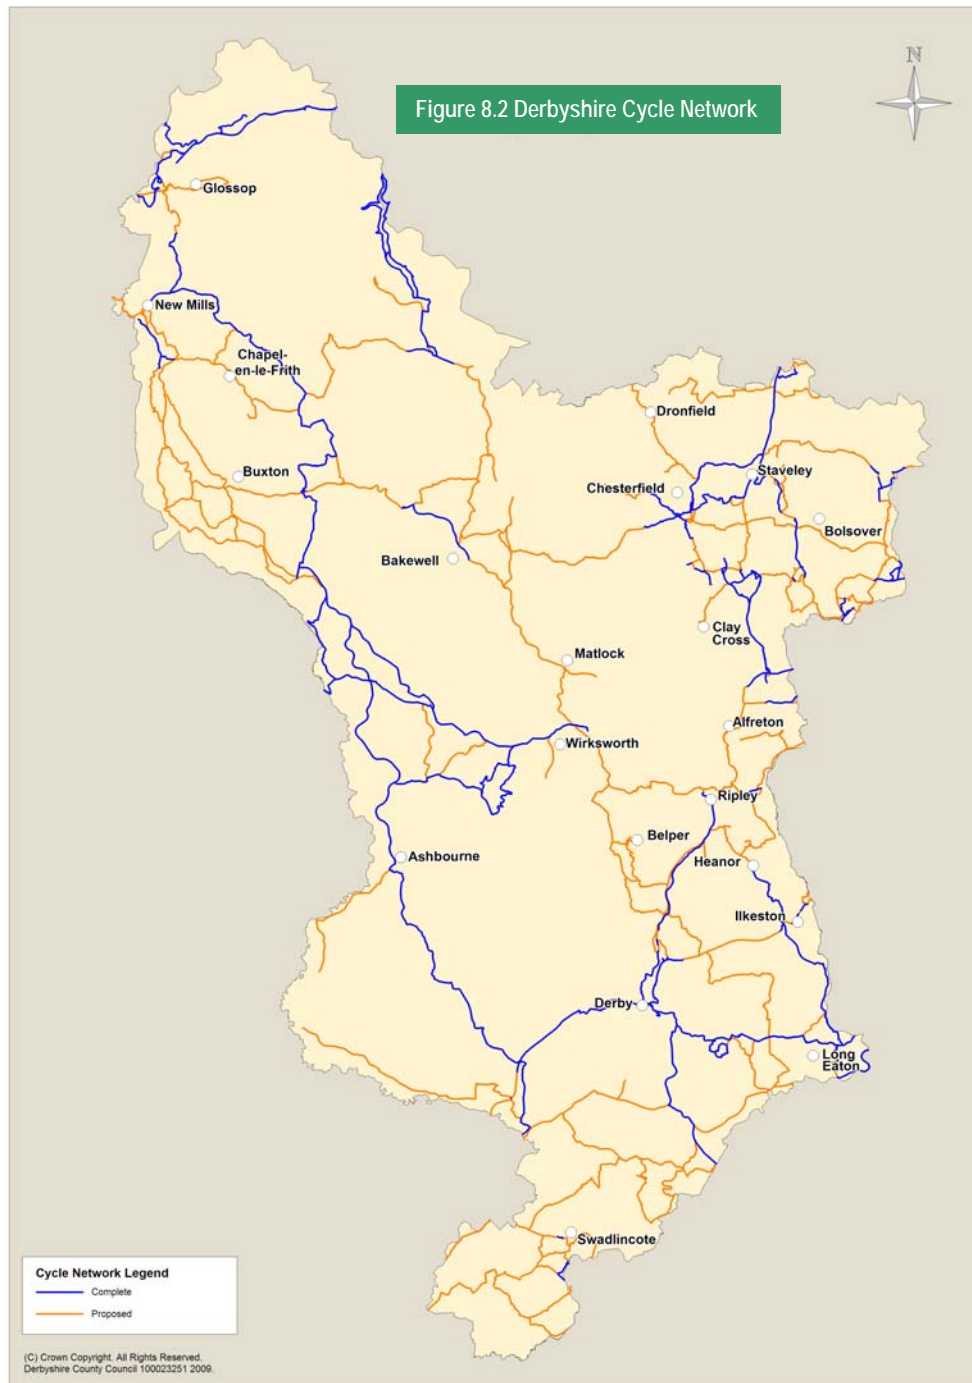 Figure 8.2 Derbyshire Cycle Network
N
Glossop
New Mills
Chapel-
en-le-Frith
Dronfield
Buxton
Staveley
Chesterfield
Bolsover
Bakewell
Clay
Cross
Matlock
Alfreton
Wirksworth
Ripley
Belper
Ashbourne
Heanor
Ilkeston
Derby
Long
Eaton
Swadlincote
Cycle Network Legend
Complete
Proposed
(C) Crown Copyright. All Rights Reserved.
Derbyshire County Council 100023251 2009.